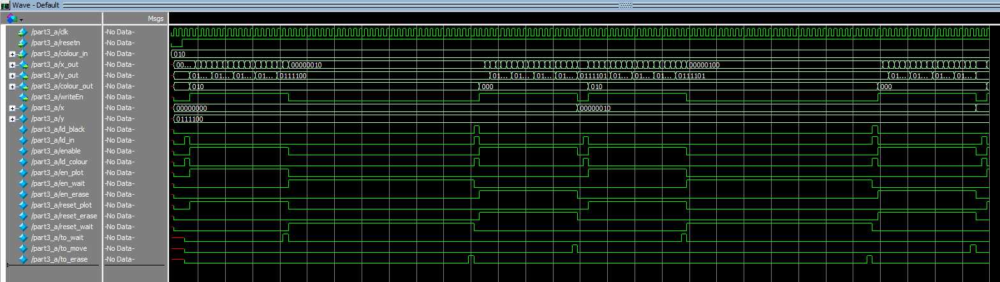 Wave - Default
Msgs
/part3_a/clk -No Data-
/part3_a/resetn -No Data-
/part3_a/colour_in -No Data- 010
/part3_a/x_out -No Data- 00... 00000010 00000100
/part3_a/y_out -No Data- 01... 01... 01... 01... 0111100 01... 01... 01... 01... 0111101 01... 01... 01... 0111101 01... 01... 01... 01...
/part3_a/colour_out -No Data- 010 000 010 000
/part3_a/writeEn -No Data-
/part3_a/x -No Data- 00000000 00000010
/part3_a/y -No Data- 0111100
/part3_a/ld_black -No Data-
/part3_a/ld_in -No Data-
/part3_a/enable -No Data-
/part3_a/ld_colour -No Data-
/part3_a/en_plot -No Data-
/part3_a/en_wait -No Data-
/part3_a/en_erase -No Data-
/part3_a/reset_plot -No Data-
/part3_a/reset_erase -No Data-
/part3_a/reset_wait -No Data-
/part3_a/to_wait -No Data-
/part3_a/to_move -No Data-
/part3_a/to_erase -No Data-